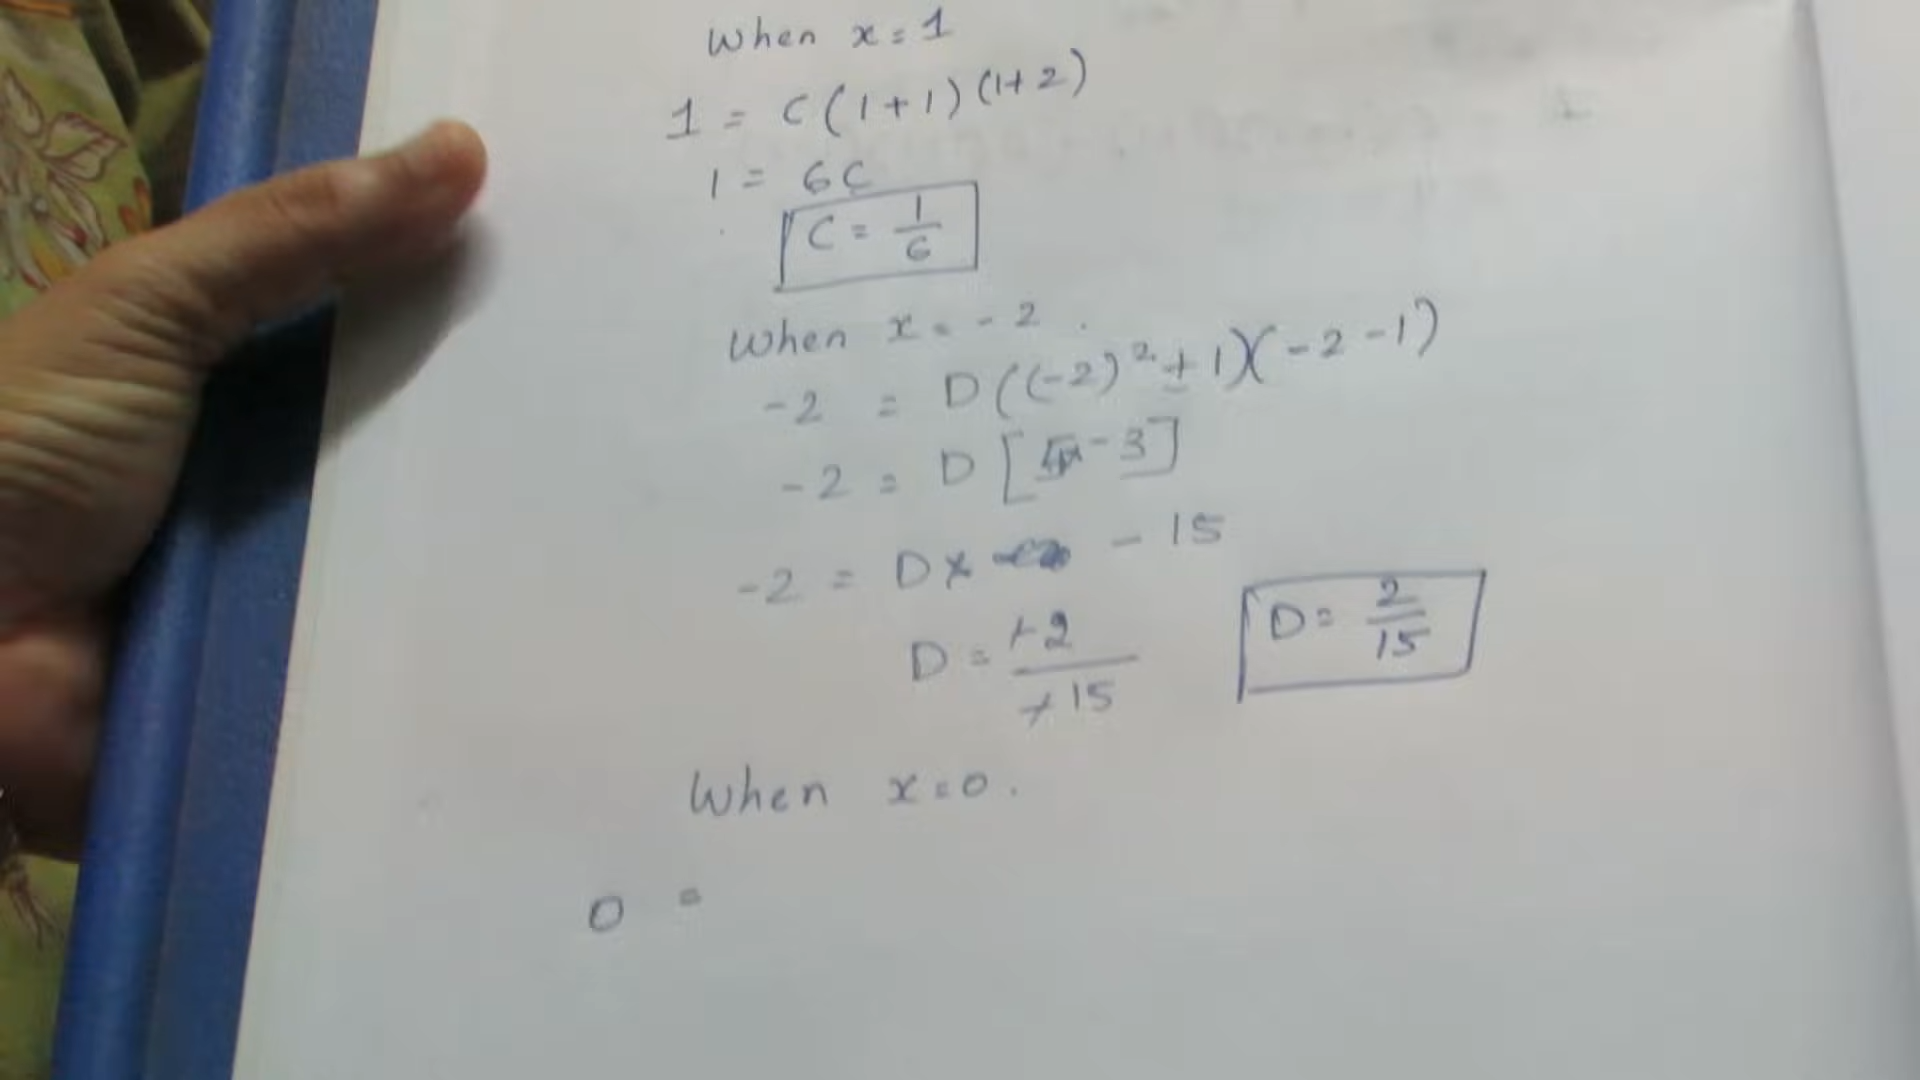 When x = 1
1 = C(1+1)(1+2)
1 = 6C
C = 1/6
When x = -2.
-2 = D((-2)²+1)(-2-1)
-2 = D[ -3]
-2 = Dx -15
D = +2/+15
D = 2/15
When x=0.
0 =